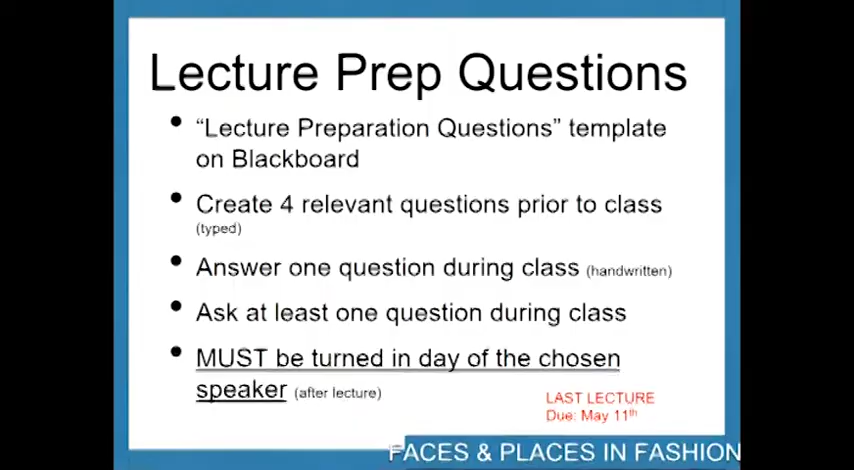 Lecture Prep Questions
• “Lecture Preparation Questions” template
on Blackboard
• Create 4 relevant questions prior to class
(typed)
• Answer one question during class (handwritten)
• Ask at least one question during class
• MUST be turned in day of the chosen
speaker (after lecture)
LAST LECTURE
Due: May 11th
FACES & PLACES IN FASHION